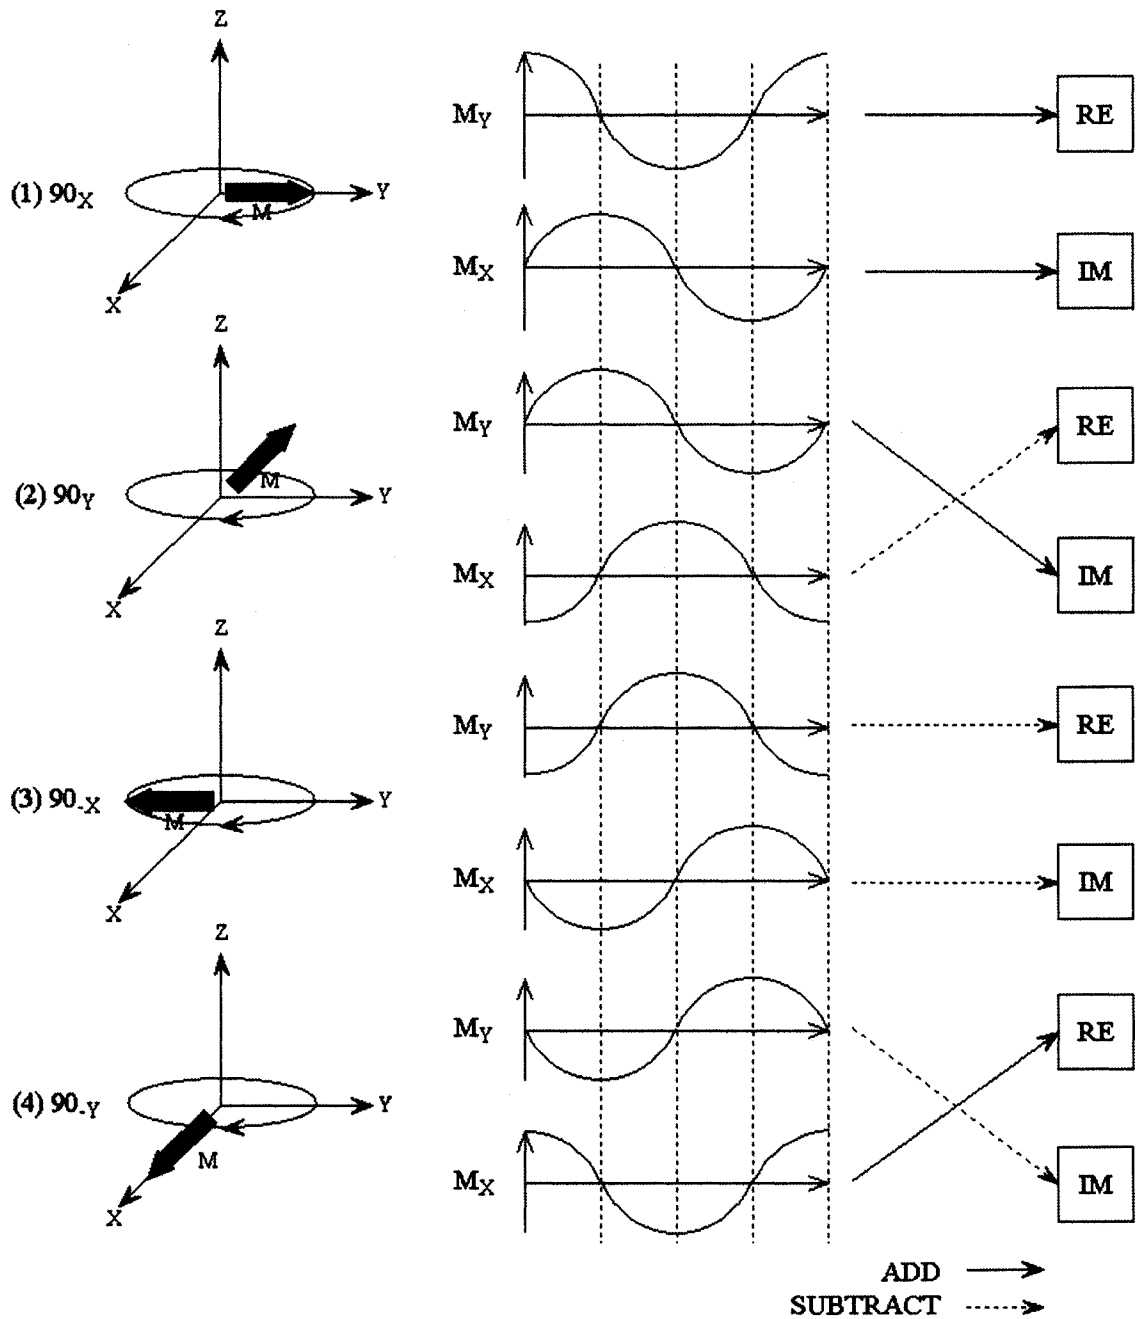 Z
(1) 90X
M
Y
X
MY
RE
MX
IM
Z
(2) 90Y
M
Y
X
MY
RE
MX
IM
Z
(3) 90-X
M
Y
X
MY
RE
MX
IM
Z
(4) 90-Y
M
Y
X
MY
RE
MX
IM
ADD
SUBTRACT